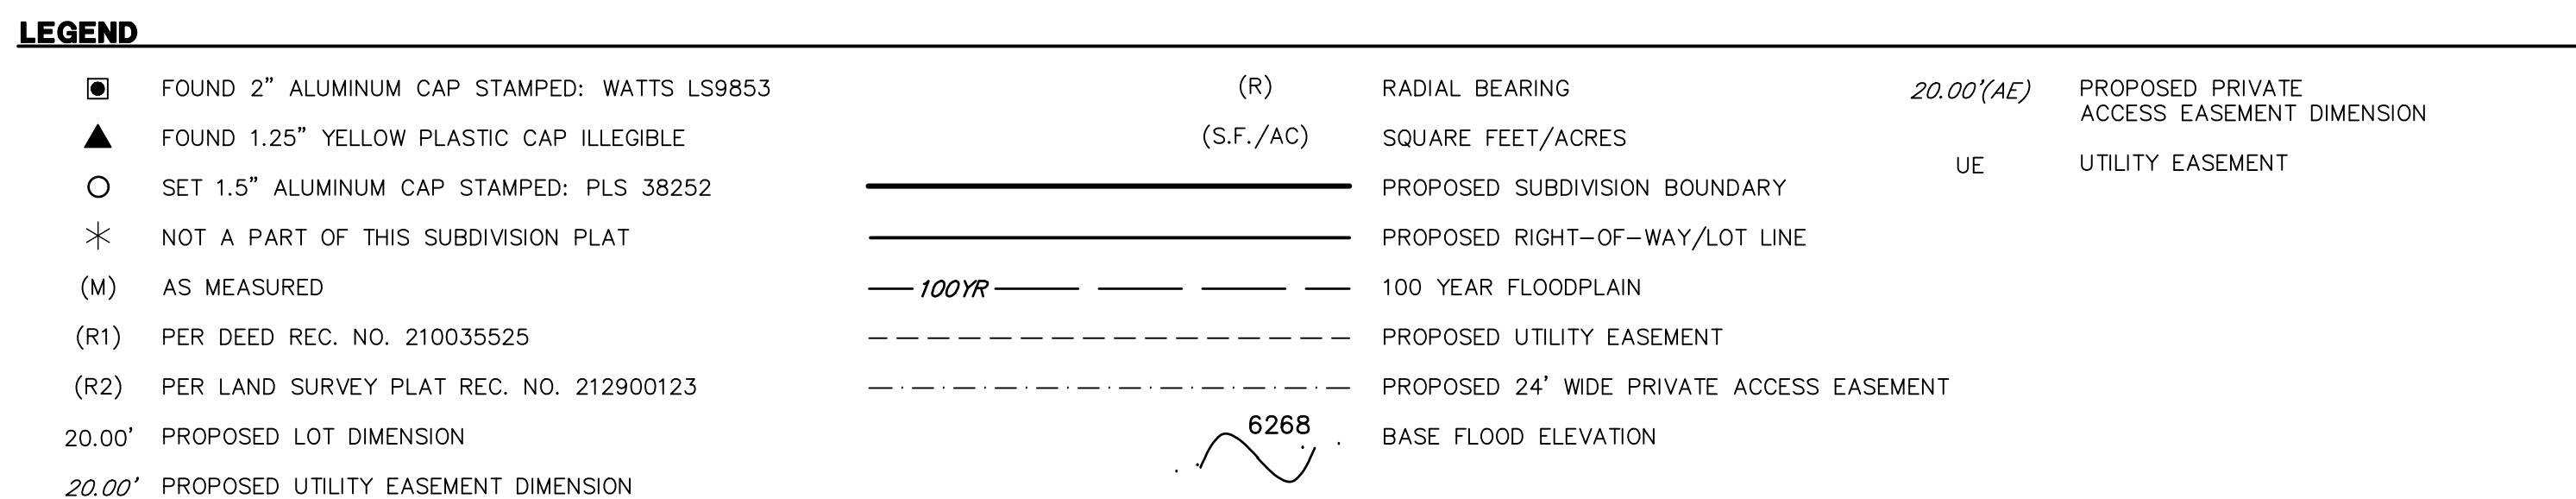 LEGEND
FOUND 2" ALUMINUM CAP STAMPED: WATTS LS9853
FOUND 1.25" YELLOW PLASTIC CAP ILLEGIBLE
SET 1.5" ALUMINUM CAP STAMPED: PLS 38252
NOT A PART OF THIS SUBDIVISION PLAT
(M) AS MEASURED
(R1) PER DEED REC. NO. 210035525
(R2) PER LAND SURVEY PLAT REC. NO. 212900123
20.00' PROPOSED LOT DIMENSION
20.00' PROPOSED UTILITY EASEMENT DIMENSION
(R) RADIAL BEARING
(S.F./AC) SQUARE FEET/ACRES
PROPOSED SUBDIVISION BOUNDARY
PROPOSED RIGHT-OF-WAY/LOT LINE
100YR 100 YEAR FLOODPLAIN
PROPOSED UTILITY EASEMENT
PROPOSED 24' WIDE PRIVATE ACCESS EASEMENT
6268 BASE FLOOD ELEVATION
20.00'(AE) PROPOSED PRIVATE
ACCESS EASEMENT DIMENSION
UE UTILITY EASEMENT